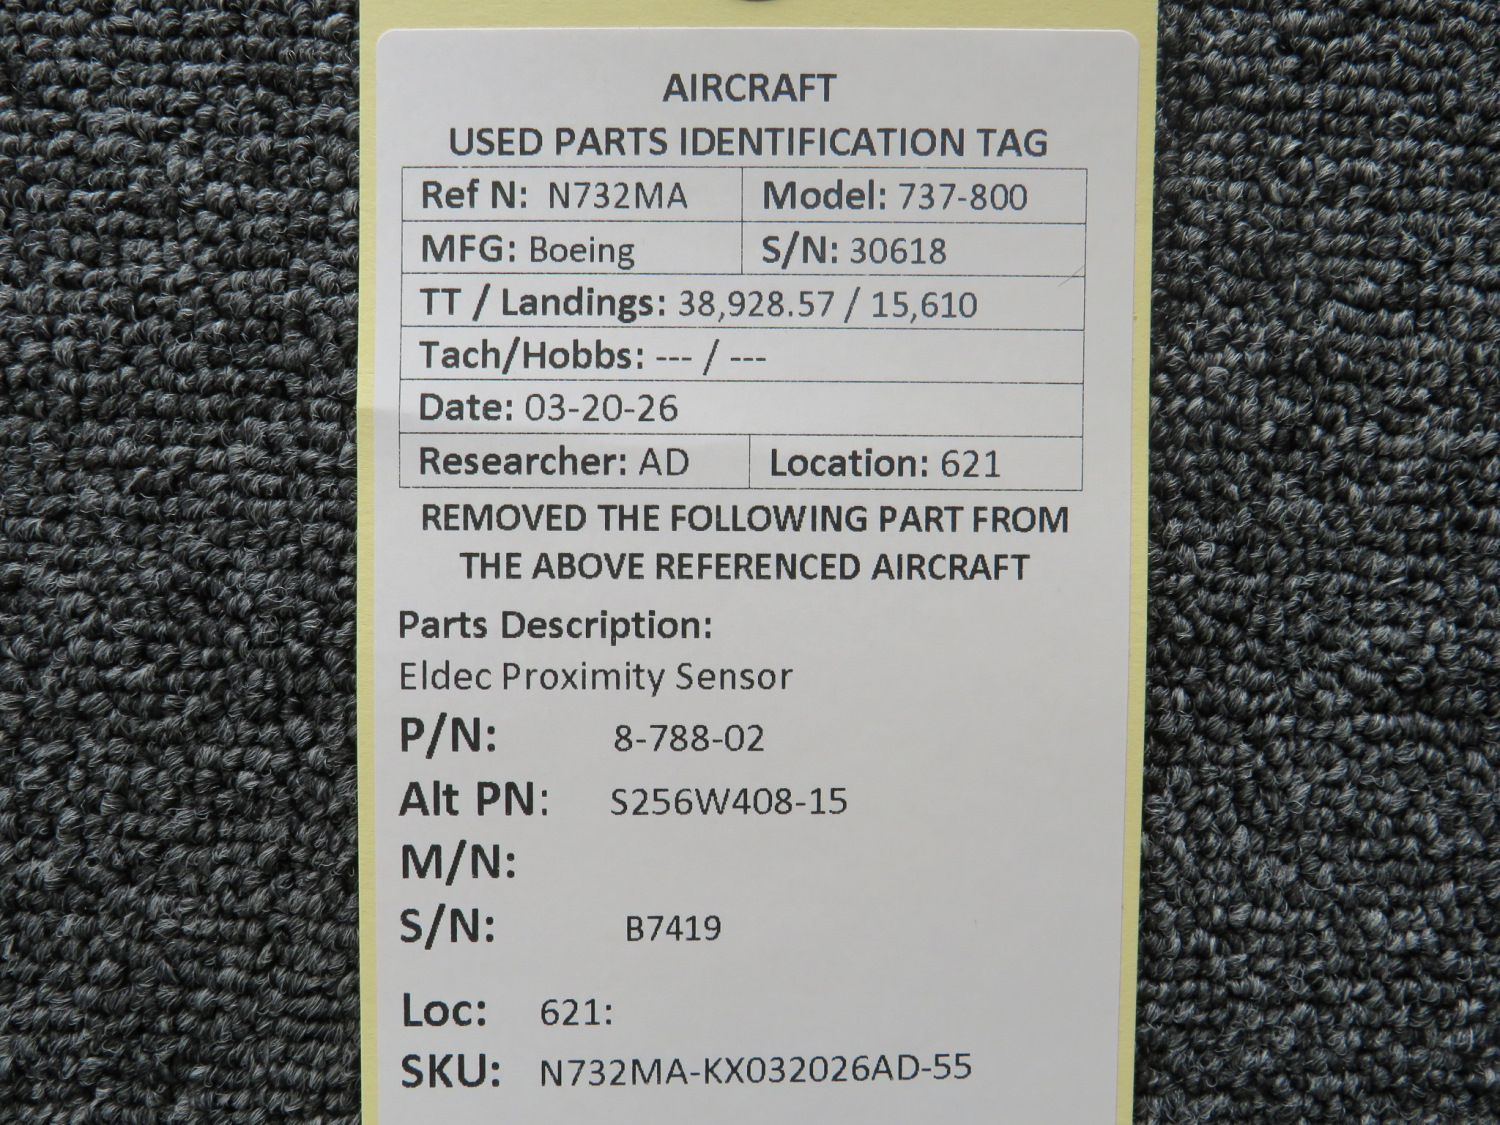 AIRCRAFT
USED PARTS IDENTIFICATION TAG
Ref N: N732MA Model: 737-800
MFG: Boeing S/N: 30618
TT / Landings: 38,928.57 / 15,610
Tach/Hobbs: --- / ---
Date: 03-20-26
Researcher: AD Location: 621
REMOVED THE FOLLOWING PART FROM
THE ABOVE REFERENCED AIRCRAFT
Parts Description:
Eldec Proximity Sensor
P/N: 8-788-02
Alt PN: S256W408-15
M/N:
S/N: B7419
Loc: 621:
SKU: N732MA-KX032026AD-55